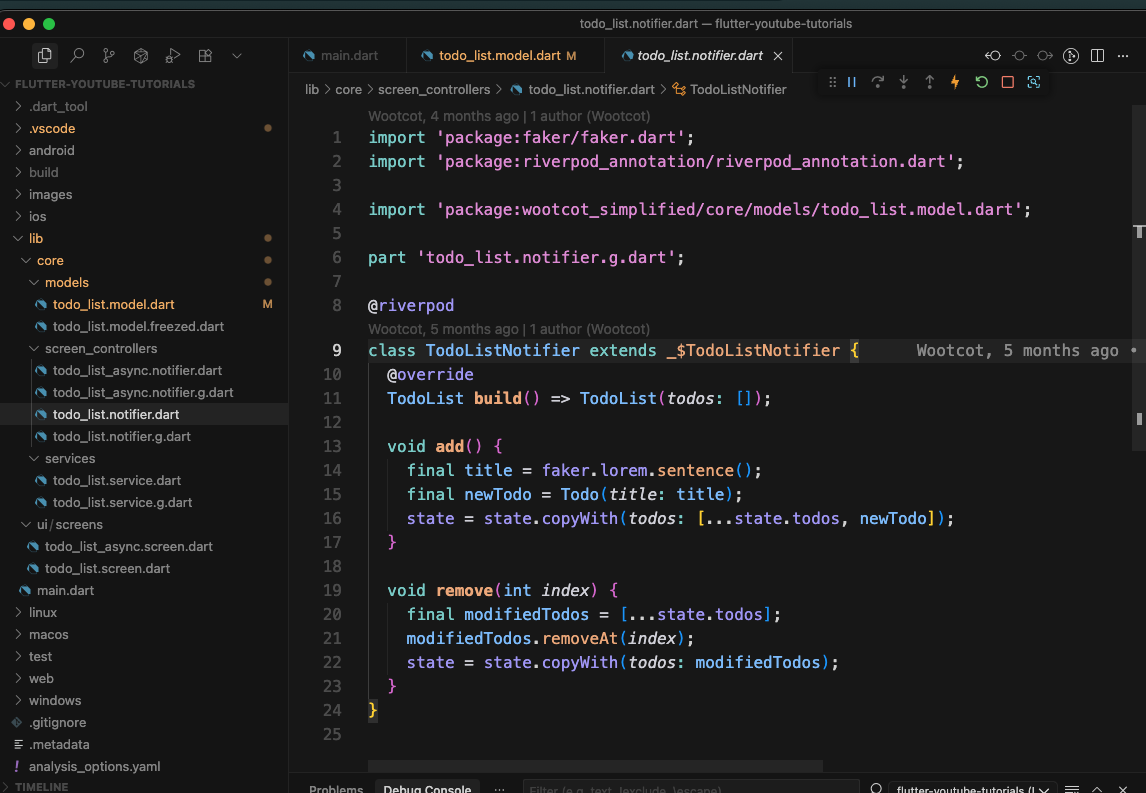 todo_list.notifier.dart — flutter-youtube-tutorials
main.dart
todo_list.model.dart M
todo_list.notifier.dart
FLUTTER-YOUTUBE-TUTORIALS
.dart_tool
.vscode
android
build
images
ios
lib
core
models
todo_list.model.dart M
todo_list.model.freezed.dart
screen_controllers
todo_list_async.notifier.dart
todo_list_async.notifier.g.dart
todo_list.notifier.dart
todo_list.notifier.g.dart
services
todo_list.service.dart
todo_list.service.g.dart
ui/screens
todo_list_async.screen.dart
todo_list.screen.dart
main.dart
linux
macos
test
web
windows
.gitignore
.metadata
! analysis_options.yaml
TIMELINE
lib > core > screen_controllers > todo_list.notifier.dart > TodoListNotifier
Wootcot, 4 months ago | 1 author (Wootcot)
1 import 'package:faker/faker.dart';
2 import 'package:riverpod_annotation/riverpod_annotation.dart';
3
4 import 'package:wootcot_simplified/core/models/todo_list.model.dart';
5
6 part 'todo_list.notifier.g.dart';
7
8 @riverpod
Wootcot, 5 months ago | 1 author (Wootcot)
9 class TodoListNotifier extends _$TodoListNotifier { Wootcot, 5 months ago •
10 @override
11 TodoList build() => TodoList(todos: []);
12
13 void add() {
14 final title = faker.lorem.sentence();
15 final newTodo = Todo(title: title);
16 state = state.copyWith(todos: [...state.todos, newTodo]);
17 }
18
19 void remove(int index) {
20 final modifiedTodos = [...state.todos];
21 modifiedTodos.removeAt(index);
22 state = state.copyWith(todos: modifiedTodos);
23 }
24 }
25
Problems Debug Console ... Filter (e.g. text, !exclude, \escape) flutter-youtube-tutorials (